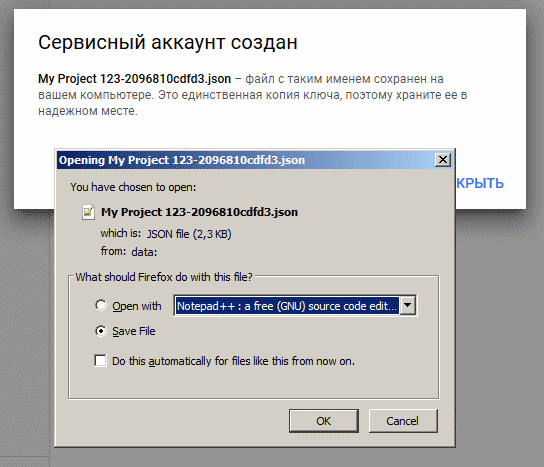 Сервисный аккаунт создан
My Project 123-2096810cdfd3.json – файл с таким именем сохранен на
вашем компьютере. Это единственная копия ключа, поэтому храните ее в
надежном месте.
КРЫТЬ
Opening My Project 123-2096810cdfd3.json
You have chosen to open:
My Project 123-2096810cdfd3.json
which is: JSON file (2,3 KB)
from: data:
What should Firefox do with this file?
Open with Notepad++ : a free (GNU) source code edit...
Save File
Do this automatically for files like this from now on.
OK Cancel